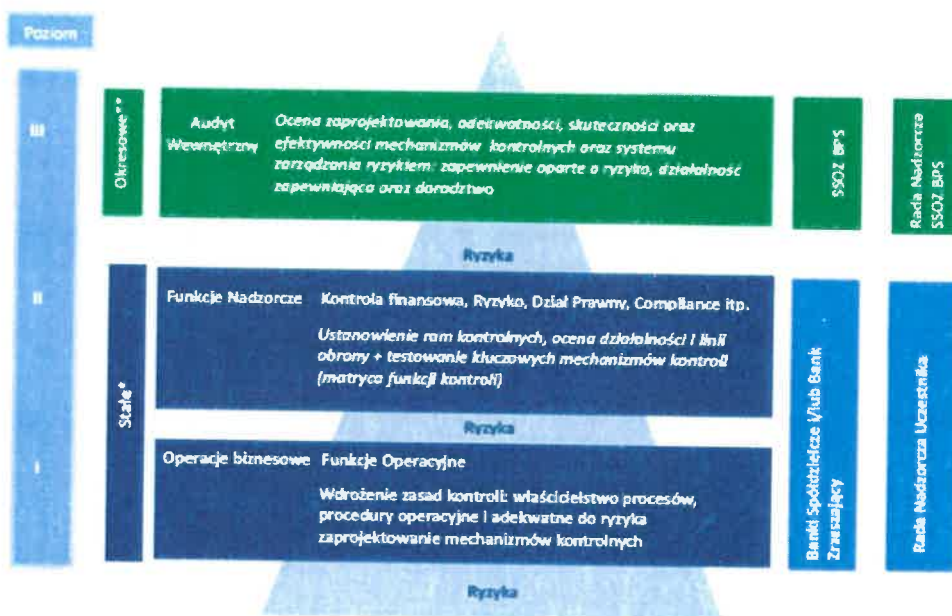 Poziom
III
Okresowe**
Audyt
Wewnętrzny
Ocena zaprojektowania, adekwatności, skuteczności oraz
efektywności mechanizmów kontrolnych oraz systemu
zarządzania ryzykiem: zapewnienie oparte o ryzyko, działalność
zapewniająca oraz doradztwo
SSOZ BPS
Rada Nadzorcza
SSOZ BPS
Ryzyka
II
Stałe*
Funkcje Nadzorcze
Kontrola finansowa, Ryzyko, Dział Prawny, Compliance itp.
Ustanowienie ram kontrolnych, ocena działalności I linii
obrony + testowanie kluczowych mechanizmów kontroli
(matryca funkcji kontroli)
Ryzyka
I
Operacje biznesowe
Funkcje Operacyjne
Wdrożenie zasad kontroli: właścicielstwo procesów,
procedury operacyjne i adekwatne do ryzyka
zaprojektowanie mechanizmów kontrolnych
Banki Spółdzielcze i/lub Bank
Zrzeszający
Rada Nadzorcza Uczestnika
Ryzyka